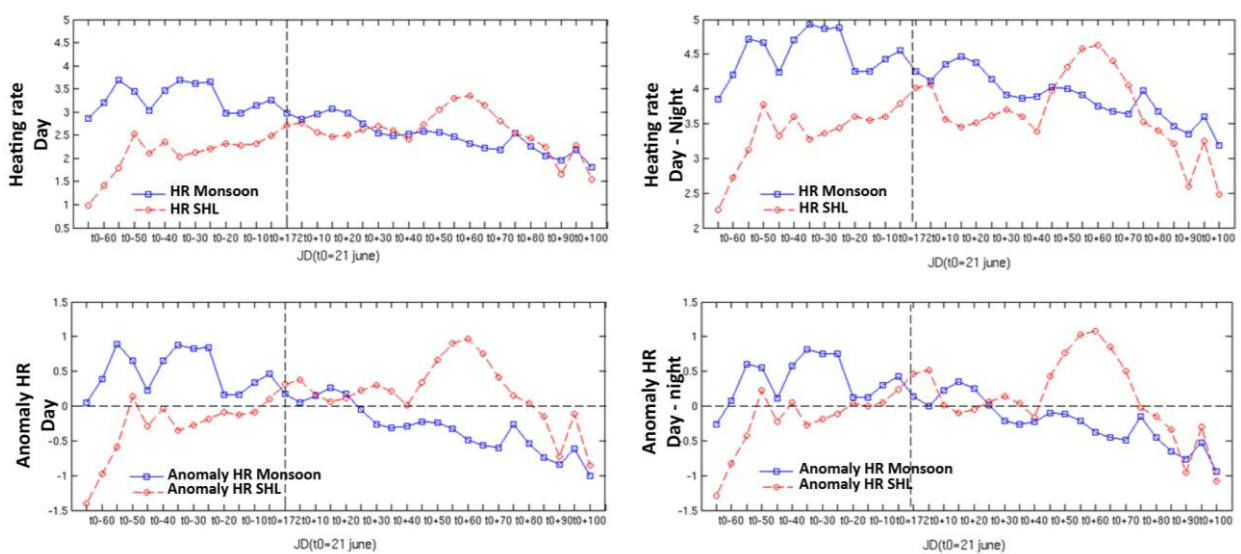 Heating rate
Day
5
4.5
4
3.5
3
2.5
2
1.5
1
0.5
HR Monsoon
HR SHL
t0-60 t0-50 t0-40 t0-30 t0-20 t0-10 t0=172 t0+10 t0+20 t0+30 t0+40 t0+50 t0+60 t0+70 t0+80 t0+90 t0+100
JD(t0=21 june)
Heating rate
Day - Night
5
4.5
4
3.5
3
2.5
2
HR Monsoon
HR SHL
t0-60 t0-50 t0-40 t0-30 t0-20 t0-10 t0=172 t0+10 t0+20 t0+30 t0+40 t0+50 t0+60 t0+70 t0+80 t0+90 t0+100
JD(t0=21 june)
Anomaly HR
Day
1.5
1
0.5
0
-0.5
-1
-1.5
Anomaly HR Monsoon
Anomaly HR SHL
t0-60 t0-50 t0-40 t0-30 t0-20 t0-10 t0=172 t0+10 t0+20 t0+30 t0+40 t0+50 t0+60 t0+70 t0+80 t0+90 t0+100
JD(t0=21 june)
Anomaly HR
Day - night
1.5
1
0.5
0
-0.5
-1
-1.5
Anomaly HR Monsoon
Anomaly HR SHL
t0-60 t0-50 t0-40 t0-30 t0-20 t0-10 t0=172 t0+10 t0+20 t0+30 t0+40 t0+50 t0+60 t0+70 t0+80 t0+90 t0+100
JD(t0=21 june)